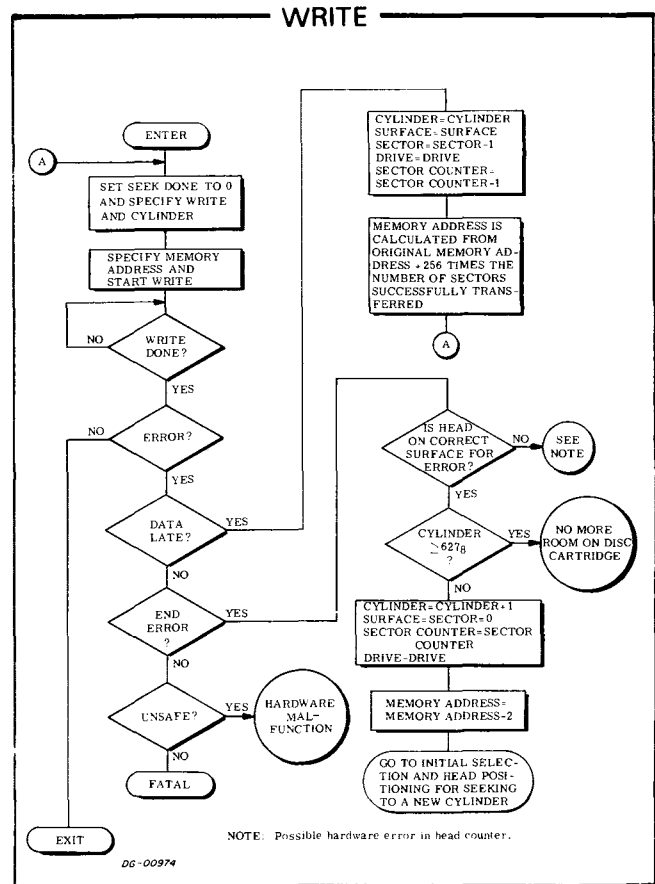 WRITE
ENTER
A
SET SEEK DONE TO 0
AND SPECIFY WRITE
AND CYLINDER
SPECIFY MEMORY
ADDRESS AND
START WRITE
NO
WRITE
DONE?
YES
NO
ERROR?
YES
DATA
LATE?
YES
NO
END
ERROR
?
YES
NO
UNSAFE?
YES
HARDWARE
MAL-
FUNCTION
NO
FATAL
EXIT
CYLINDER=CYLINDER
SURFACE=SURFACE
SECTOR=SECTOR-1
DRIVE=DRIVE
SECTOR COUNTER=
SECTOR COUNTER-1
MEMORY ADDRESS IS
CALCULATED FROM
ORIGINAL MEMORY AD-
DRESS +256 TIMES THE
NUMBER OF SECTORS
SUCCESSFULLY TRANS-
FERRED
A
IS HEAD
ON CORRECT
SURFACE FOR
ERROR?
NO
SEE
NOTE
YES
CYLINDER
≥627₈
?
YES
NO MORE
ROOM ON DISC
CARTRIDGE
NO
CYLINDER=CYLINDER+1
SURFACE=SECTOR=0
SECTOR COUNTER=SECTOR
COUNTER
DRIVE=DRIVE
MEMORY ADDRESS=
MEMORY ADDRESS-2
GO TO INITIAL SELEC-
TION AND HEAD POSI-
TIONING FOR SEEKING
TO A NEW CYLINDER
NOTE: Possible hardware error in head counter.
DG-00974